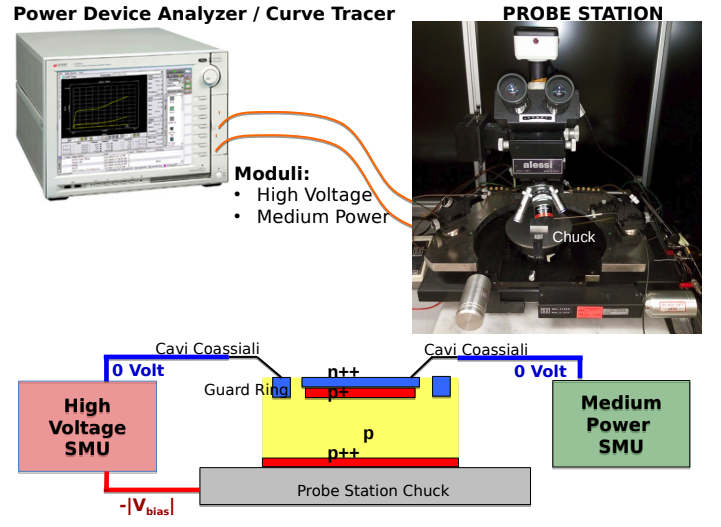 Power Device Analyzer / Curve Tracer
PROBE STATION
alessi
Moduli:
• High Voltage
• Medium Power
Chuck
Cavi Coassiali
Cavi Coassiali
0 Volt
0 Volt
n++
Guard Ring
p+
High
Voltage
SMU
Medium
Power
SMU
p
p++
Probe Station Chuck
-|Vbias|